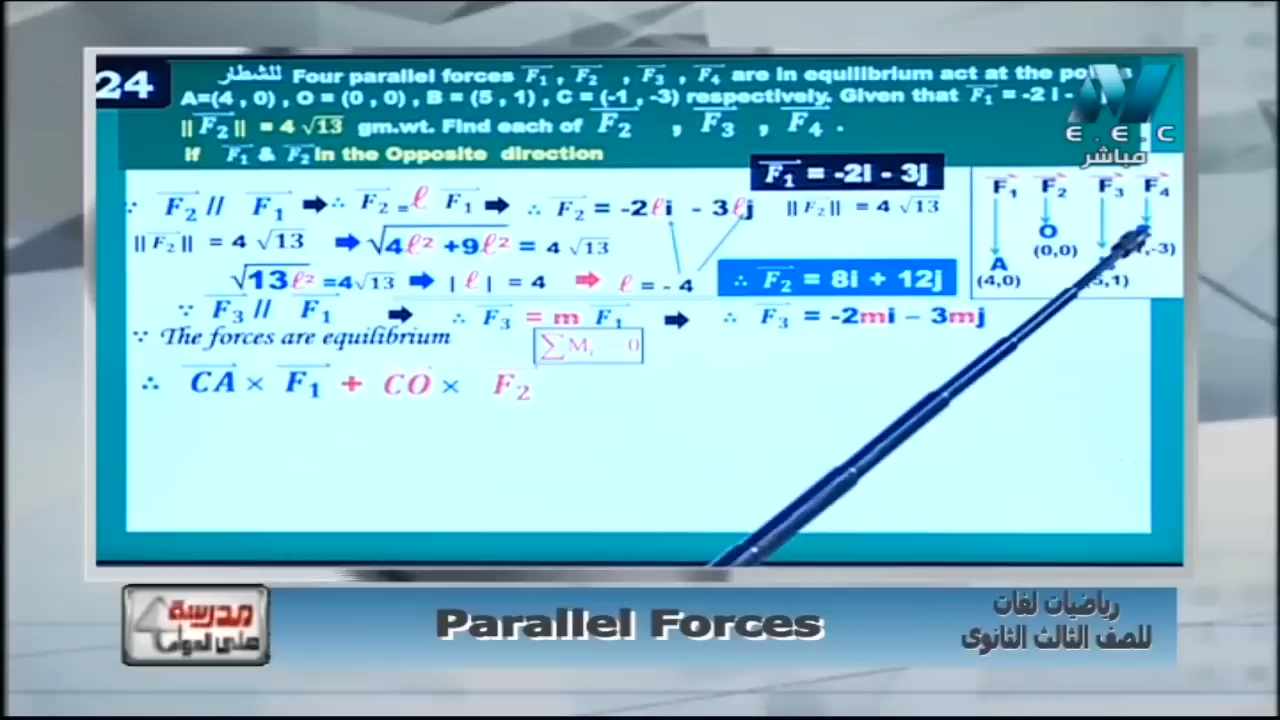 24
للشطار Four parallel forces F₁ , F₂ , F₃ , F₄ are in equilibrium act at the
A=(4 , 0) , O = (0 , 0) , B = (5 , 1) , C = (-1 , -3) respectively. Given that F₁ = -2 i -
||F₂|| = 4 √13 gm.wt. Find each of F₂ , F₃ , F₄ .
If F₁ & F₂ in the Opposite direction
E . E . C
مباشر
F₁ = -2i - 3j
∵ F₂ // F₁ ➡ ∴ F₂ = ℓ F₁ ➡ ∴ F₂ = -2ℓi - 3ℓj ||F₂|| = 4 √13
||F₂|| = 4 √13 ➡ √4ℓ² +9ℓ² = 4 √13
√13ℓ² =4√13 ➡ | ℓ | = 4 ➡ ℓ = - 4 ∴ F₂ = 8i + 12j
∵ F₃ // F₁ ➡ ∴ F₃ = m F₁ ➡ ∴ F₃ = -2mi – 3mj
∵ The forces are equilibrium
∑M = 0
∴ CA × F₁ + CO × F₂
F₁ F₂ F₃ F₄
O
(0,0) ,-3)
A
(4,0) 5,1)
مدرسة
على الهواء
Parallel Forces
رياضيات لغات
للصف الثالث الثانوى